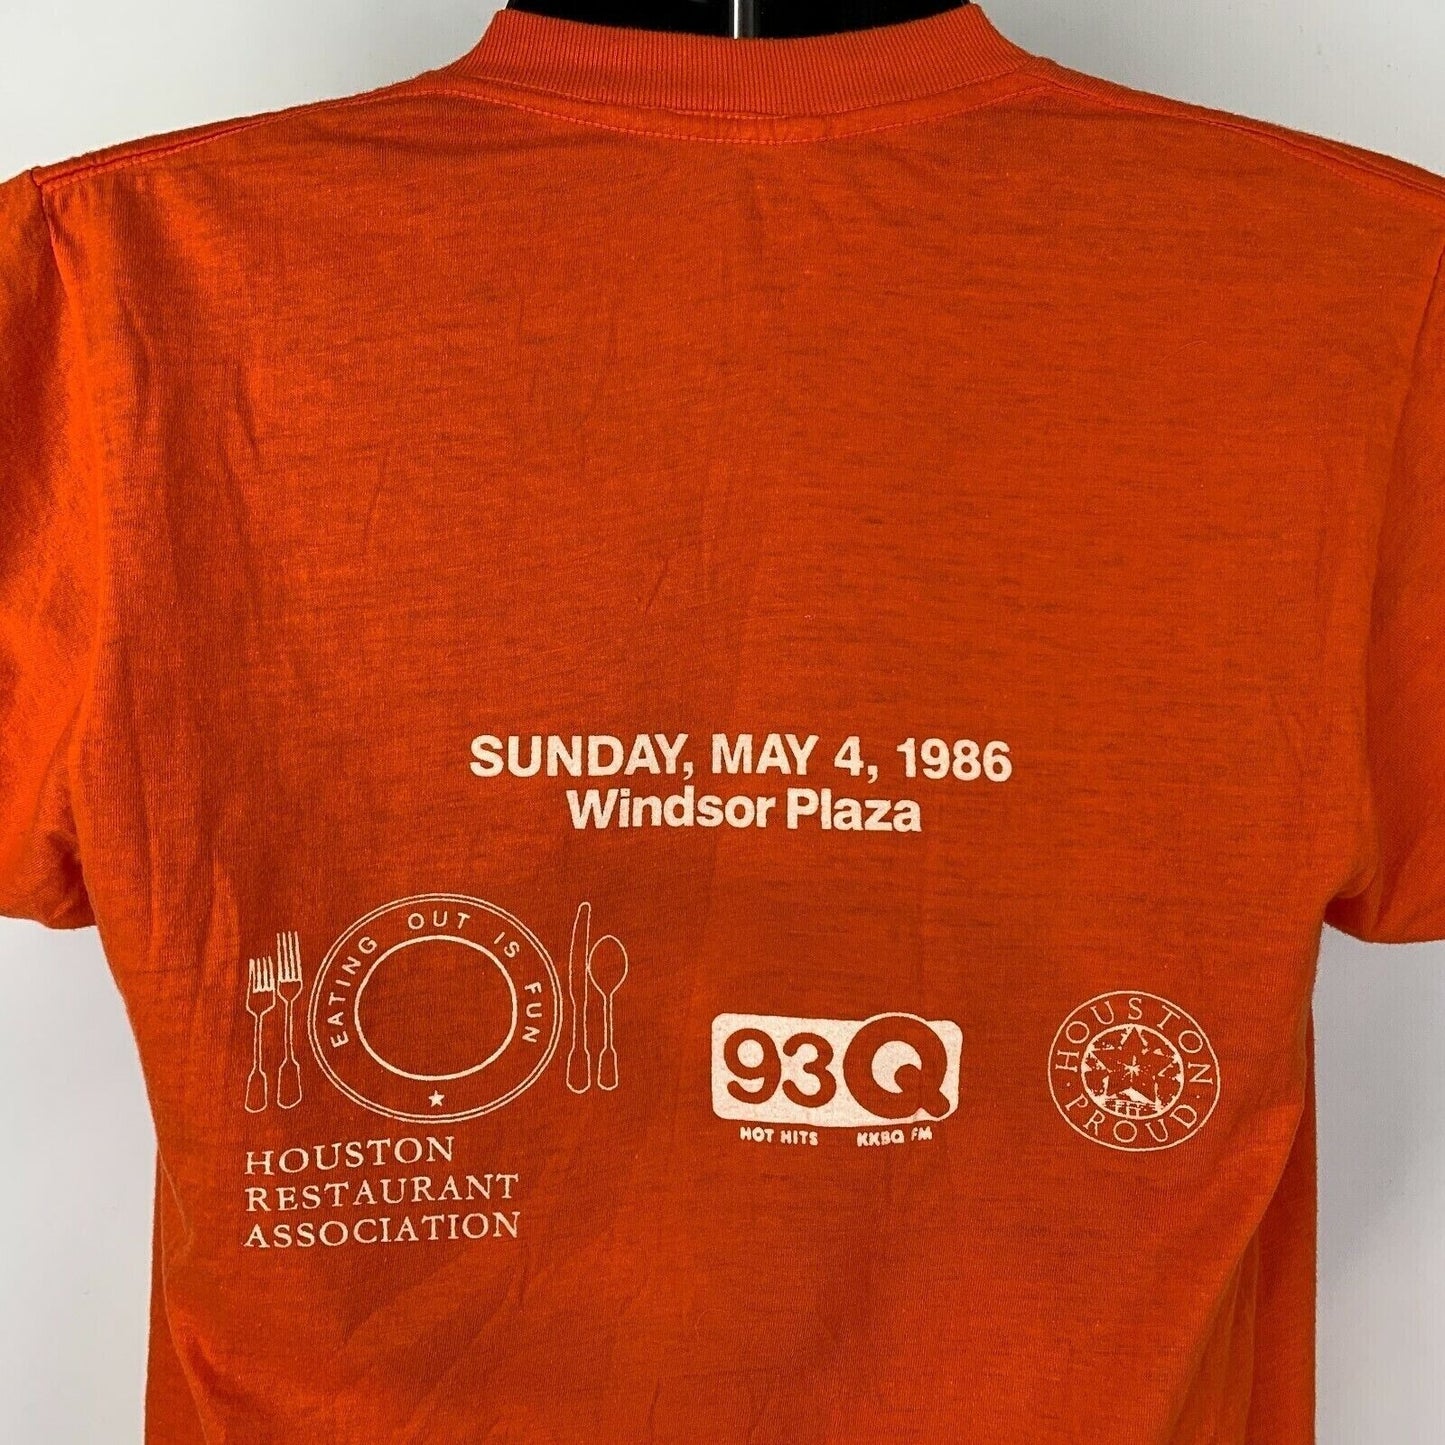 SUNDAY, MAY 4, 1986
Windsor Plaza
EATING OUT IS FUN
HOUSTON
RESTAURANT
ASSOCIATION
93Q
HOT HITS KKBQ FM
HOUSTON
PROUD